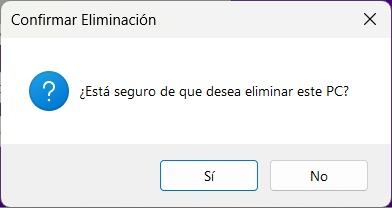 Confirmar Eliminación
¿Está seguro de que desea eliminar este PC?
Sí
No